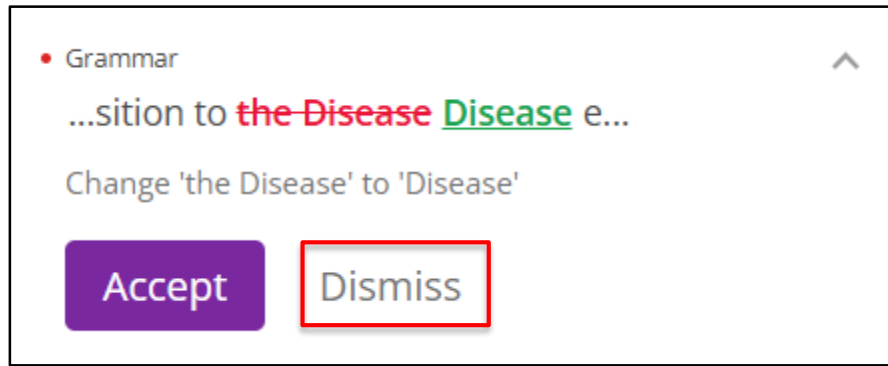 Grammar
...sition to the Disease Disease e...
Change 'the Disease' to 'Disease'
Accept Dismiss